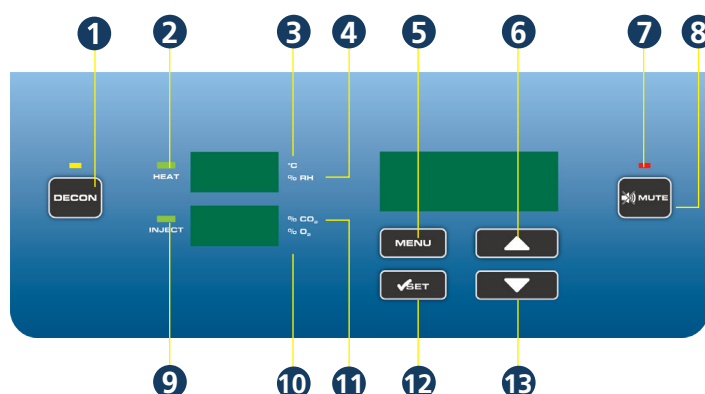 1 2 3 4 5 6 7 8
°C
% RH
HEAT
DECON
MUTE
% CO₂
% O₂
INJECT
MENU
SET
9 10 11 12 13